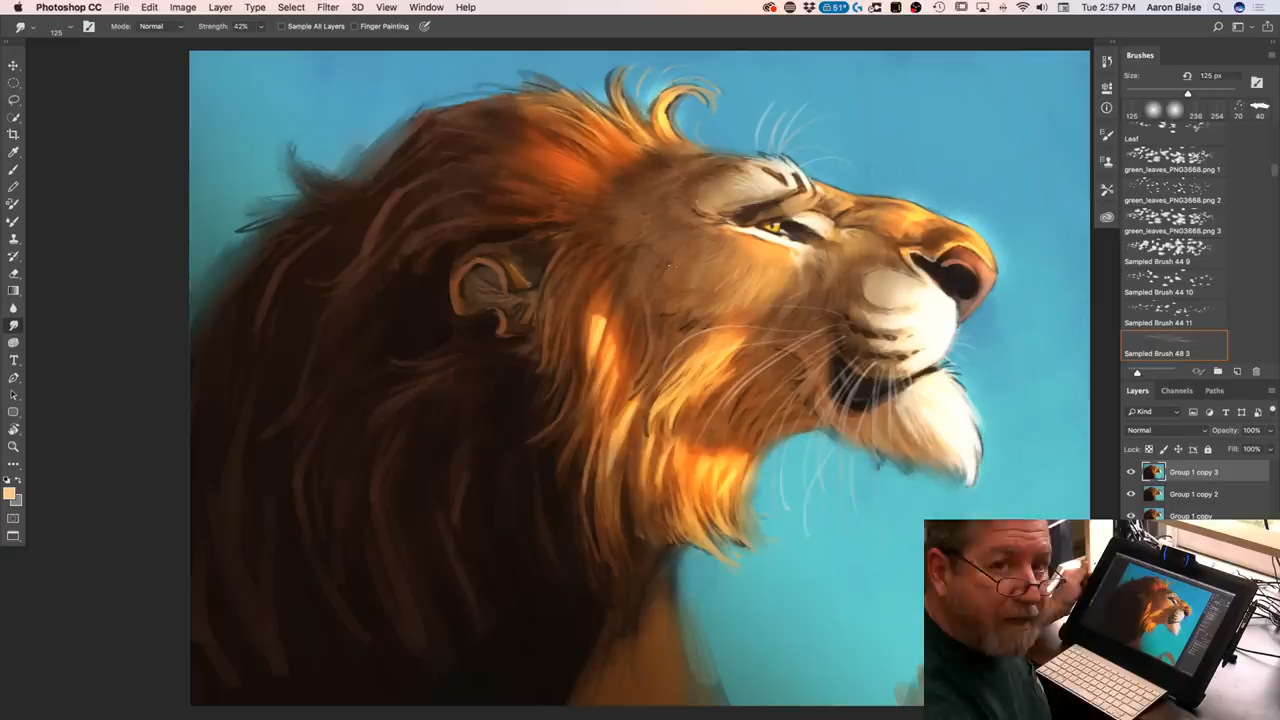 Photoshop CC File Edit Image Layer Type Select Filter 3D View Window Help 51° Tue 2:57 PM Aaron Blaise
125 Mode: Normal Strength: 42% Sample All Layers Finger Painting
Brushes
Size: 125 px
125 236 254 70 40
Leaf
green_leaves_PNG3668.png 1
green_leaves_PNG3668.png 2
green_leaves_PNG3668.png 3
Sampled Brush 44 9
Sampled Brush 44 10
Sampled Brush 44 11
Sampled Brush 48 3
Layers Channels Paths
Kind
Normal Opacity: 100%
Lock: Fill: 100%
Group 1 copy 3
Group 1 copy 2
Group 1 copy